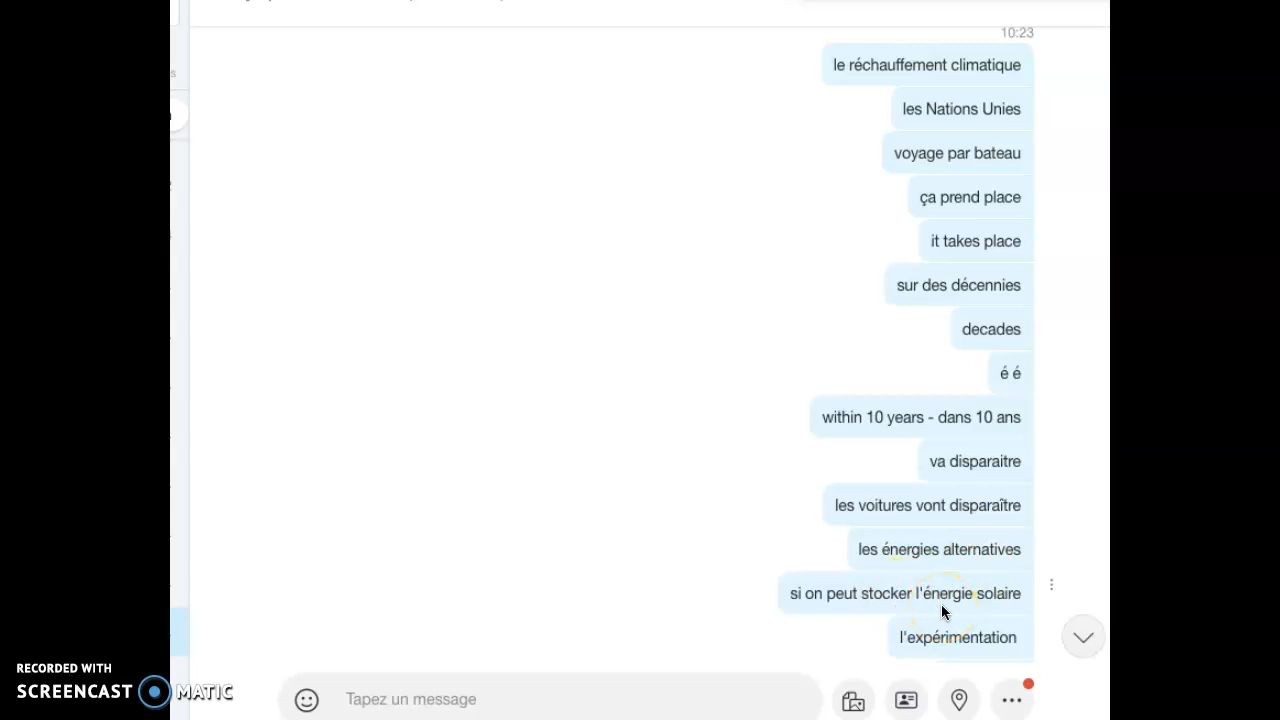 10:23
le réchauffement climatique
les Nations Unies
voyage par bateau
ça prend place
it takes place
sur des décennies
decades
é é
within 10 years - dans 10 ans
va disparaitre
les voitures vont disparaître
les énergies alternatives
si on peut stocker l'énergie solaire
l'expérimentation
Tapez un message
RECORDED WITH
SCREENCAST MATIC